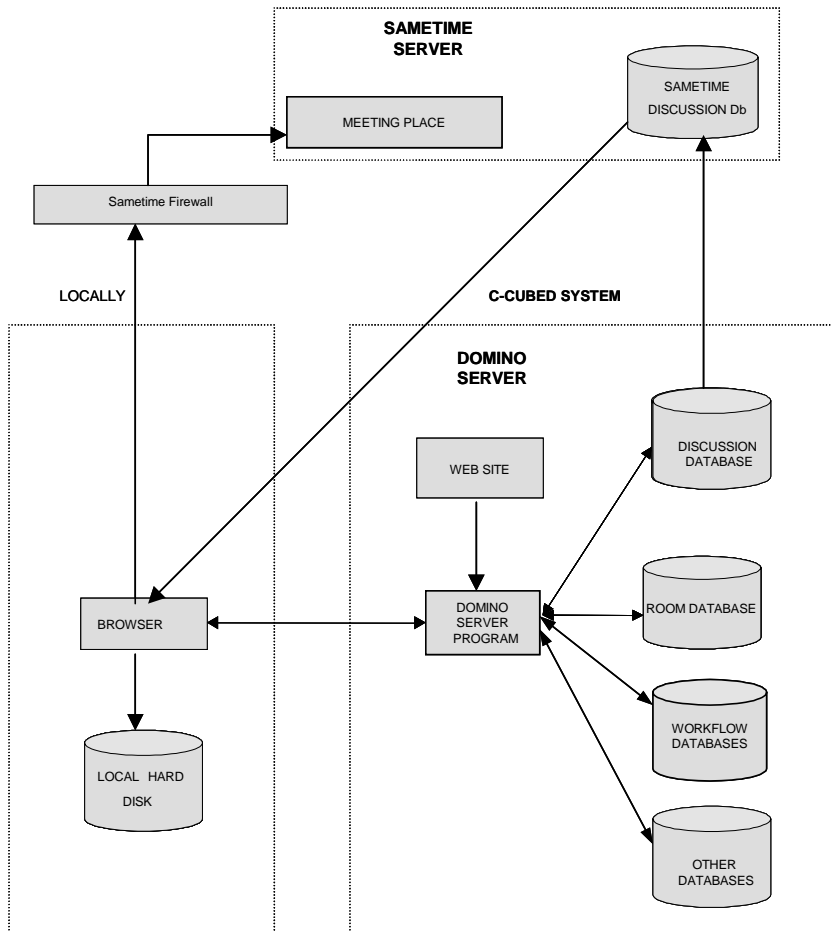 SAMETIME
SERVER
SAMETIME
DISCUSSION Db
MEETING PLACE
Sametime Firewall
LOCALLY
C-CUBED SYSTEM
DOMINO
SERVER
DISCUSSION
DATABASE
WEB SITE
BROWSER
DOMINO
SERVER
PROGRAM
ROOM DATABASE
WORKFLOW
DATABASES
LOCAL HARD
DISK
OTHER
DATABASES